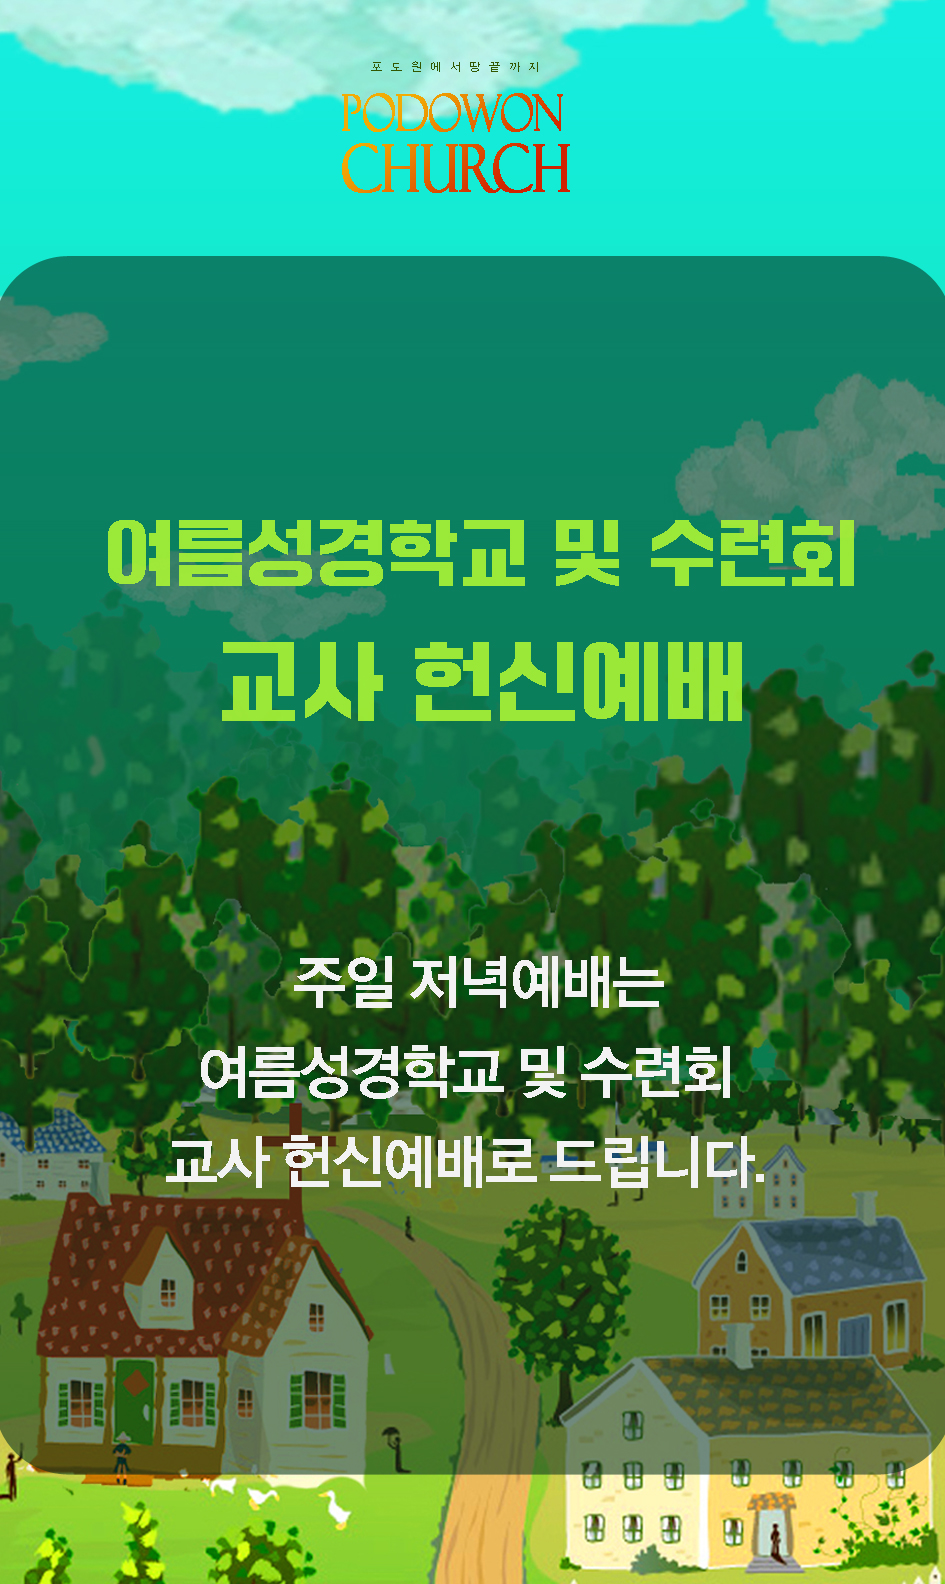 포도원에서땅끝까지
PODOWON
CHURCH
여름성경학교 및 수련회
교사 헌신예배
주일 저녁예배는
여름성경학교 및 수련회
교사 헌신예배로 드립니다.